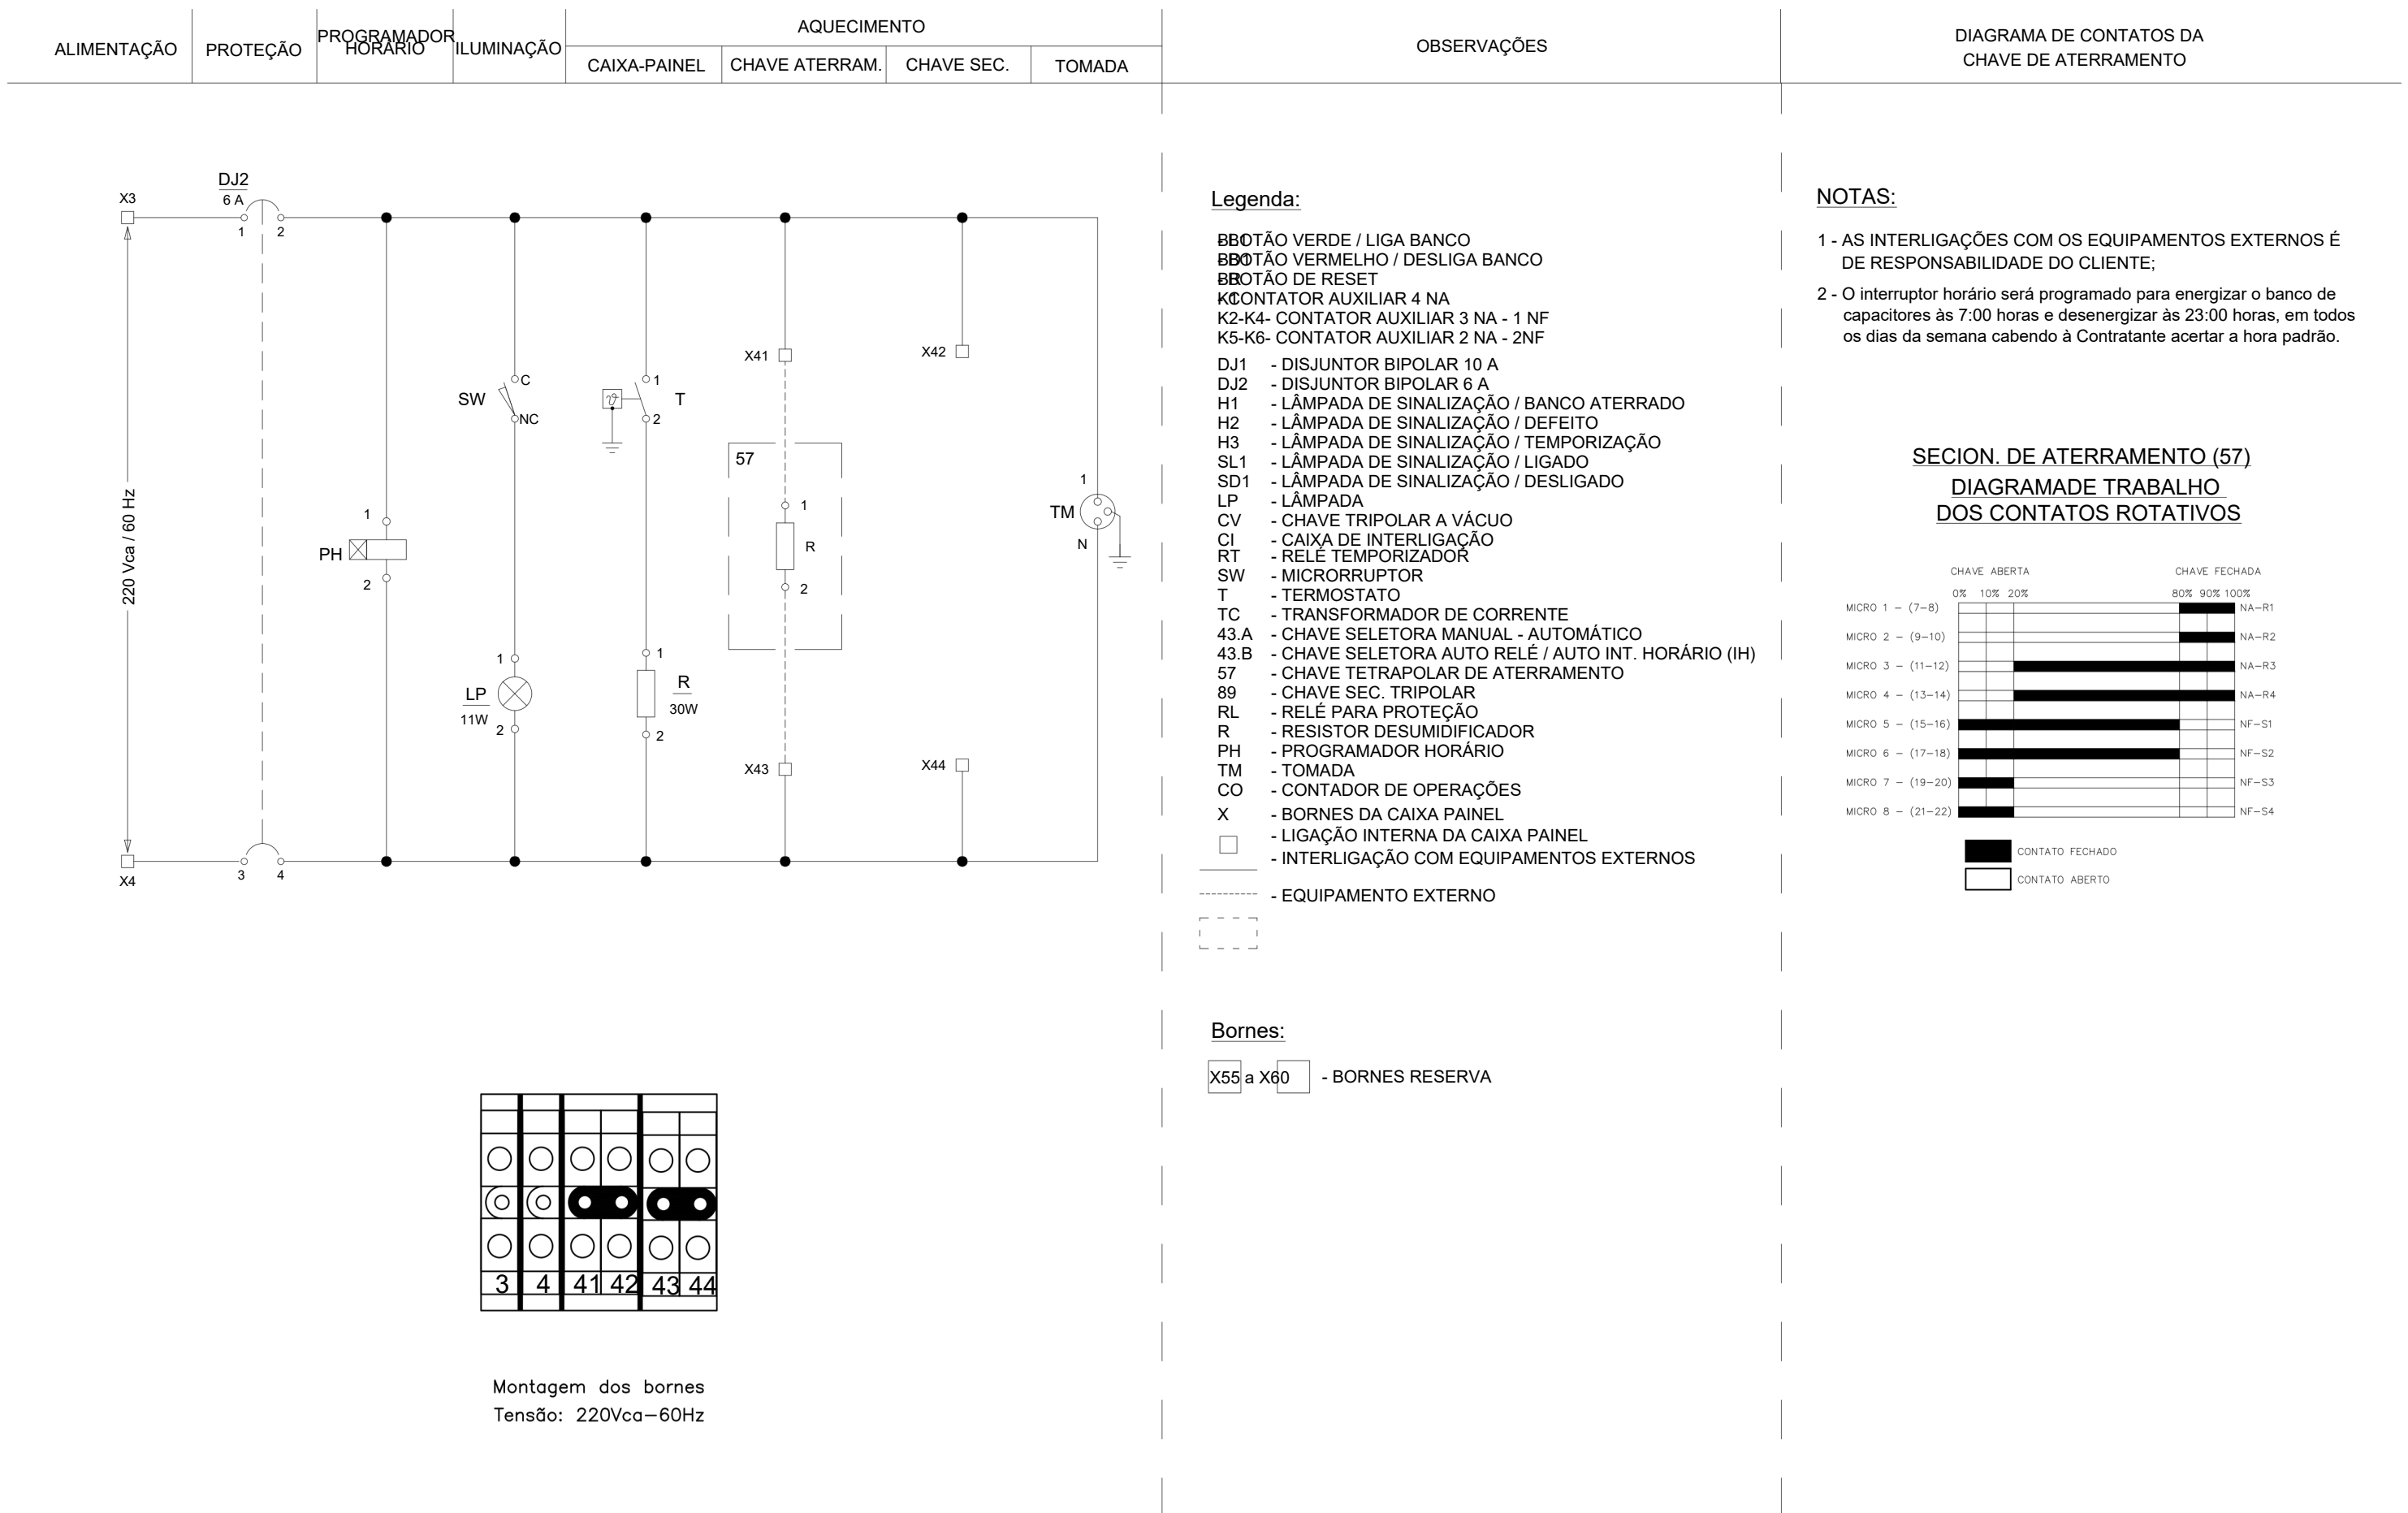 ALIMENTAÇÃO
PROTEÇÃO
PROGRAMADOR
HORÁRIO
ILUMINAÇÃO
AQUECIMENTO
CAIXA-PAINEL
CHAVE ATERRAM.
CHAVE SEC.
TOMADA
OBSERVAÇÕES
DIAGRAMA DE CONTATOS DA
CHAVE DE ATERRAMENTO
X3
DJ2
6 A
1 2
220 Vca / 60 Hz
X4
3 4
1
PH
2
C
SW
NC
1
LP
11W
2
1
T
2
1
R
30W
2
X41
57
1
R
2
X43
X42
X44
1
TM
N
3 4 41 42 43 44
Montagem dos bornes
Tensão: 220Vca-60Hz
Legenda:
BL1 - BOTÃO VERDE / LIGA BANCO
BD1 - BOTÃO VERMELHO / DESLIGA BANCO
BR - BOTÃO DE RESET
K1 - CONTATOR AUXILIAR 4 NA
K2-K4- CONTATOR AUXILIAR 3 NA - 1 NF
K5-K6- CONTATOR AUXILIAR 2 NA - 2NF
DJ1 - DISJUNTOR BIPOLAR 10 A
DJ2 - DISJUNTOR BIPOLAR 6 A
H1 - LÂMPADA DE SINALIZAÇÃO / BANCO ATERRADO
H2 - LÂMPADA DE SINALIZAÇÃO / DEFEITO
H3 - LÂMPADA DE SINALIZAÇÃO / TEMPORIZAÇÃO
SL1 - LÂMPADA DE SINALIZAÇÃO / LIGADO
SD1 - LÂMPADA DE SINALIZAÇÃO / DESLIGADO
LP - LÂMPADA
CV - CHAVE TRIPOLAR A VÁCUO
CI - CAIXA DE INTERLIGAÇÃO
RT - RELÉ TEMPORIZADOR
SW - MICRORRUPTOR
T - TERMOSTATO
TC - TRANSFORMADOR DE CORRENTE
43.A - CHAVE SELETORA MANUAL - AUTOMÁTICO
43.B - CHAVE SELETORA AUTO RELÉ / AUTO INT. HORÁRIO (IH)
57 - CHAVE TETRAPOLAR DE ATERRAMENTO
89 - CHAVE SEC. TRIPOLAR
RL - RELÉ PARA PROTEÇÃO
R - RESISTOR DESUMIDIFICADOR
PH - PROGRAMADOR HORÁRIO
TM - TOMADA
CO - CONTADOR DE OPERAÇÕES
X - BORNES DA CAIXA PAINEL
- LIGAÇÃO INTERNA DA CAIXA PAINEL
- INTERLIGAÇÃO COM EQUIPAMENTOS EXTERNOS
- EQUIPAMENTO EXTERNO
Bornes:
X55 a X60 - BORNES RESERVA
NOTAS:
1 - AS INTERLIGAÇÕES COM OS EQUIPAMENTOS EXTERNOS É
DE RESPONSABILIDADE DO CLIENTE;
2 - O interruptor horário será programado para energizar o banco de
capacitores às 7:00 horas e desenergizar às 23:00 horas, em todos
os dias da semana cabendo à Contratante acertar a hora padrão.
SECION. DE ATERRAMENTO (57)
DIAGRAMADE TRABALHO
DOS CONTATOS ROTATIVOS
CHAVE ABERTA CHAVE FECHADA
0% 10% 20% 80% 90% 100%
MICRO 1 - (7-8) NA-R1
MICRO 2 - (9-10) NA-R2
MICRO 3 - (11-12) NA-R3
MICRO 4 - (13-14) NA-R4
MICRO 5 - (15-16) NF-S1
MICRO 6 - (17-18) NF-S2
MICRO 7 - (19-20) NF-S3
MICRO 8 - (21-22) NF-S4
CONTATO FECHADO
CONTATO ABERTO